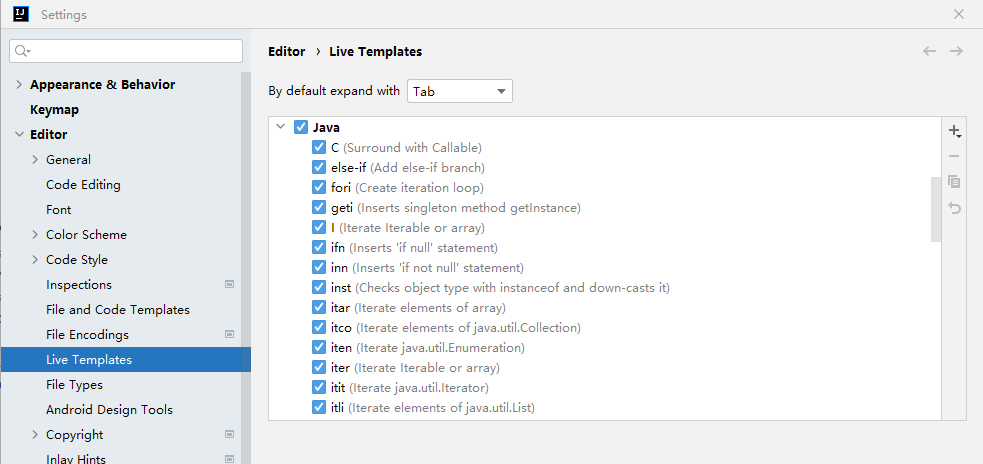 IJ
Settings
Appearance & Behavior
Keymap
Editor
General
Code Editing
Font
Color Scheme
Code Style
Inspections
File and Code Templates
File Encodings
Live Templates
File Types
Android Design Tools
Copyright
Inlay Hints
Editor › Live Templates
By default expand with Tab
Java
C (Surround with Callable)
else-if (Add else-if branch)
fori (Create iteration loop)
geti (Inserts singleton method getInstance)
I (Iterate Iterable or array)
ifn (Inserts 'if null' statement)
inn (Inserts 'if not null' statement)
inst (Checks object type with instanceof and down-casts it)
itar (Iterate elements of array)
itco (Iterate elements of java.util.Collection)
iten (Iterate java.util.Enumeration)
iter (Iterate Iterable or array)
itit (Iterate java.util.Iterator)
itli (Iterate elements of java.util.List)